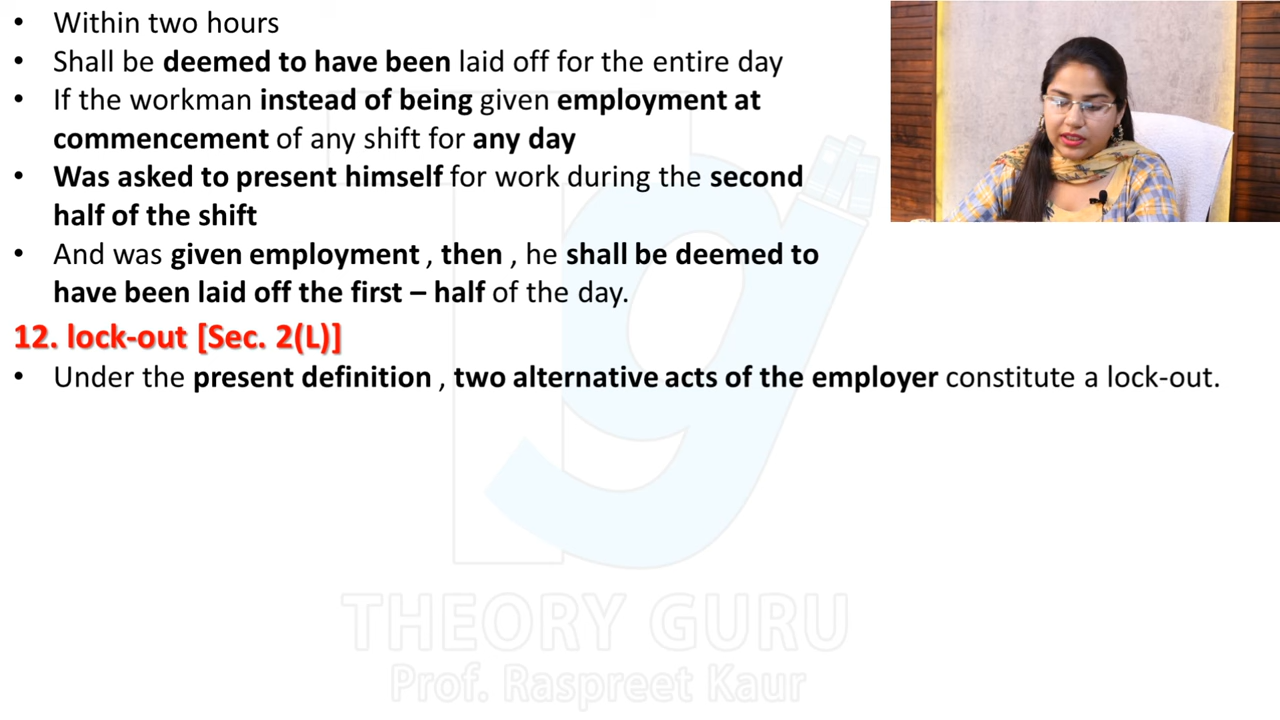 • Within two hours
• Shall be deemed to have been laid off for the entire day
• If the workman instead of being given employment at
commencement of any shift for any day
• Was asked to present himself for work during the second
half of the shift
• And was given employment , then , he shall be deemed to
have been laid off the first – half of the day.
12. lock-out [Sec. 2(L)]
• Under the present definition , two alternative acts of the employer constitute a lock-out.
Tg
THEORY GURU
Prof. Raspreet Kaur